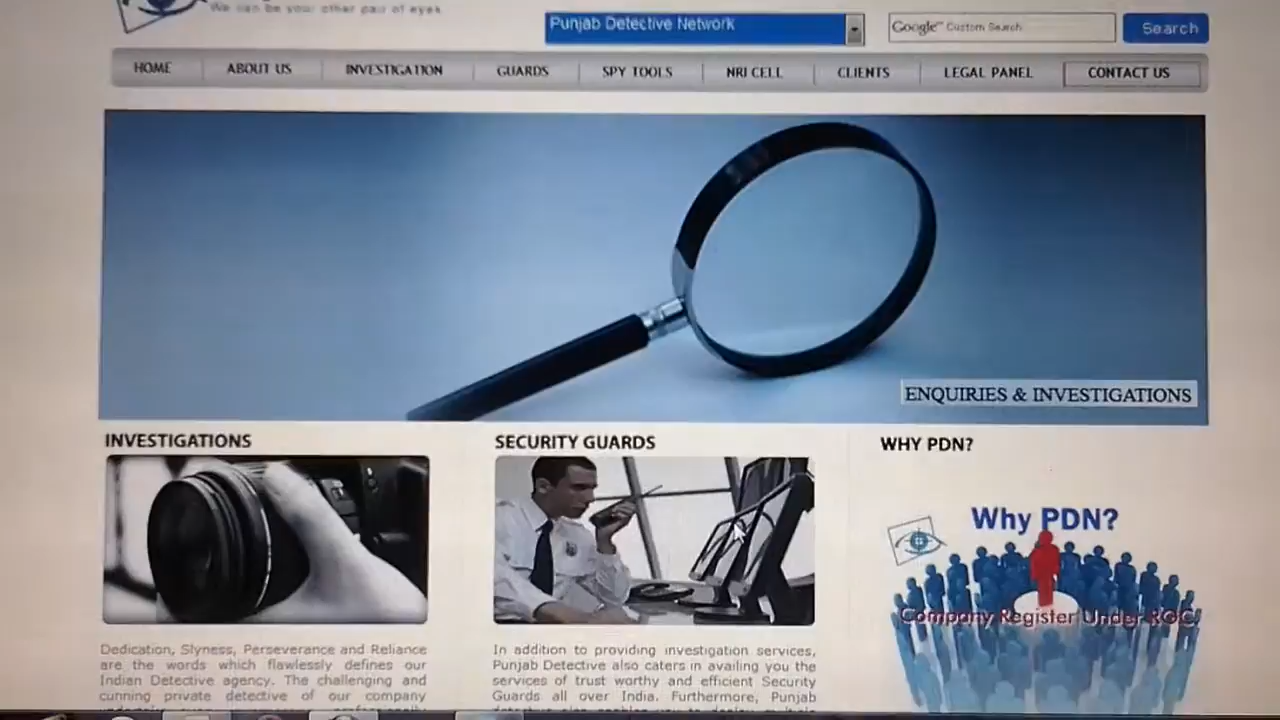 We can be your other pair of eyes
Punjab Detective Network
Google™ Custom Search
Search
HOME
ABOUT US
INVESTIGATION
GUARDS
SPY TOOLS
NRI CELL
CLIENTS
LEGAL PANEL
CONTACT US
ENQUIRIES & INVESTIGATIONS
INVESTIGATIONS
Dedication, Slyness, Perseverance and Reliance
are the words which flawlessly defines our
Indian Detective agency. The challenging and
cunning private detective of our company
SECURITY GUARDS
In addition to providing investigation services,
Punjab Detective also caters in availing you the
services of trust worthy and efficient Security
Guards all over India. Furthermore, Punjab
WHY PDN?
Why PDN?
Company Register Under ROC